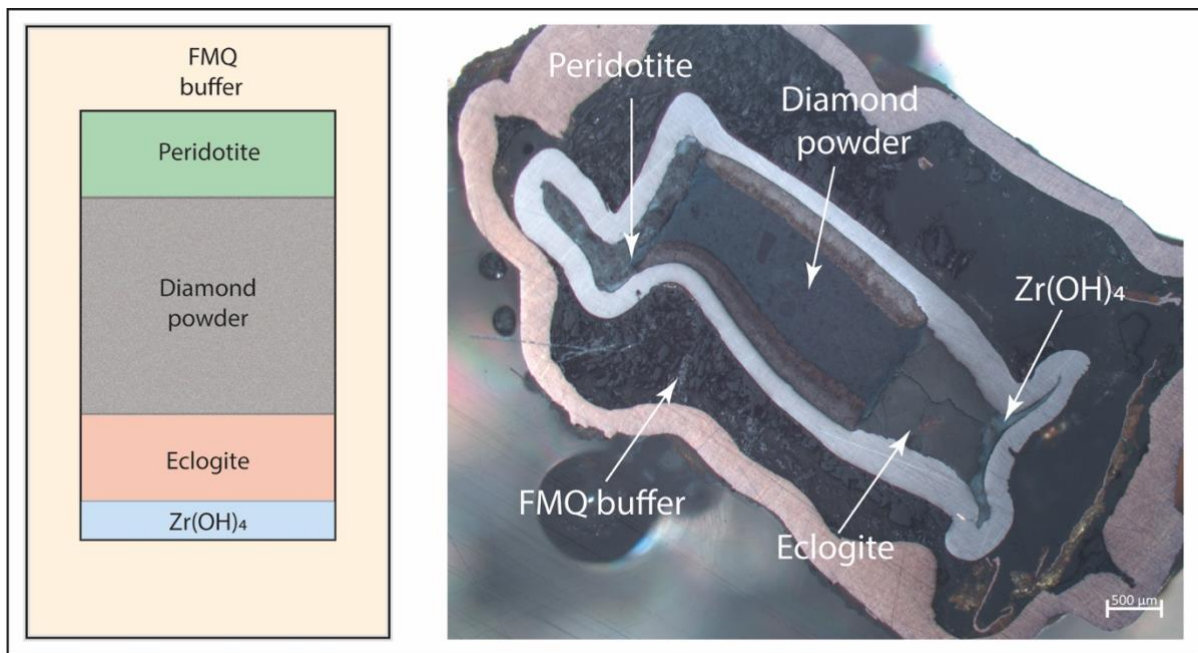 FMQ
buffer
Peridotite
Diamond
powder
Eclogite
Zr(OH)₄
Peridotite
Diamond
powder
Zr(OH)₄
FMQ buffer
Eclogite
500 µm